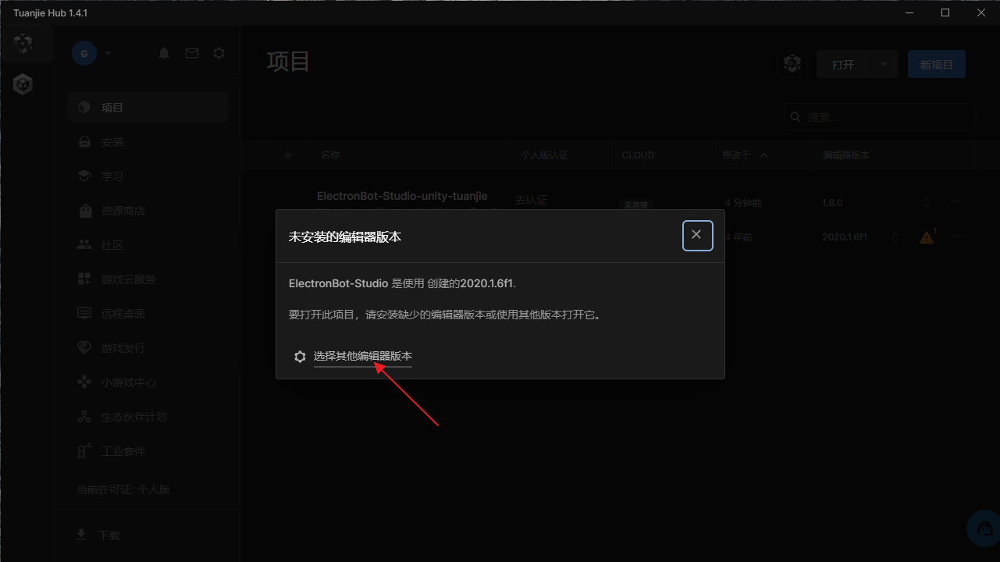 Tuanjie Hub 1.4.1
G
项目
打开
新项目
项目
搜索...
安装
名称
个人版认证
CLOUD
修改于
编辑器版本
学习
ElectronBot-Studio-unity-tuanjie
去认证
未连接
4 分钟前
1.8.0
资源商店
未安装的编辑器版本
4 年前
2020.1.6f1
1
社区
游戏云服务
ElectronBot-Studio 是使用 创建的2020.1.6f1.
远程桌面
要打开此项目，请安装缺少的编辑器版本或使用其他版本打开它。
游戏发行
选择其他编辑器版本
小游戏中心
生态伙伴计划
工业套件
当前许可证: 个人版
下载